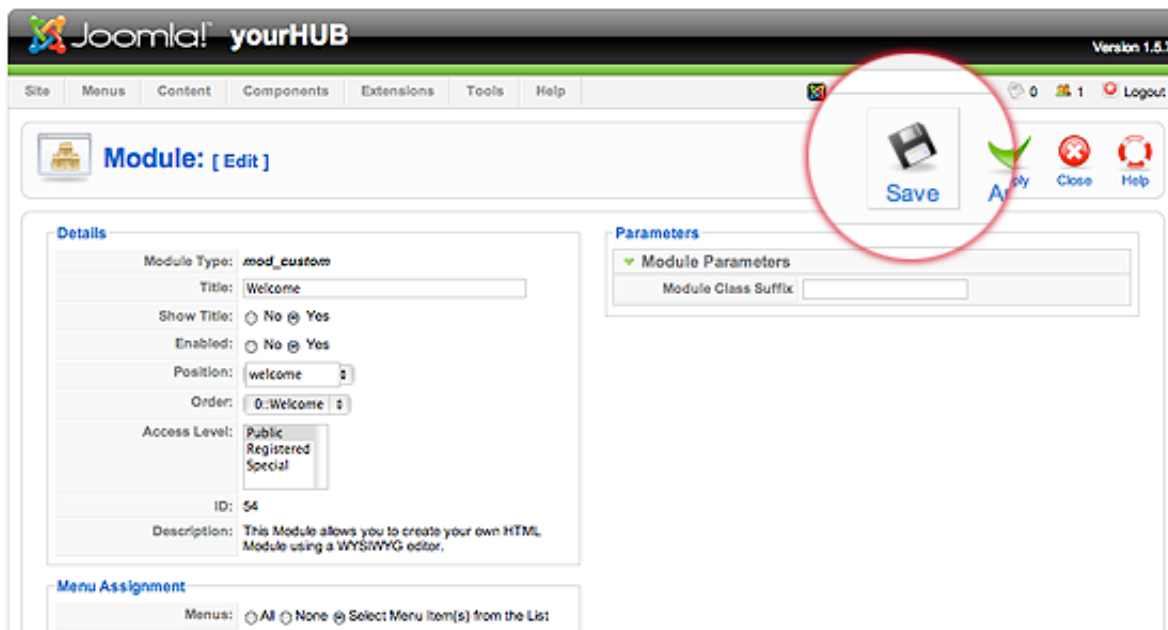 Joomla! yourHUB
Version 1.5.
Site Menus Content Components Extensions Tools Help 0 1 Logout
Module: [ Edit ]
Save
Close Help
Details
Module Type: mod_custom
Title: Welcome
Show Title: No Yes
Enabled: No Yes
Position: welcome
Order: 0::Welcome
Access Level: Public
Registered
Special
ID: 54
Description: This Module allows you to create your own HTML
Module using a WYSIWYG editor.
Parameters
Module Parameters
Module Class Suffix
Menu Assignment
Menus: All None Select Menu Item(s) from the List